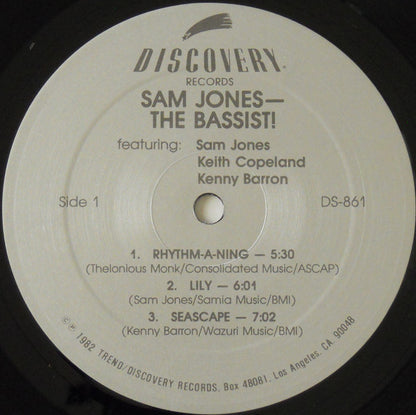 DISCOVERY®
RECORDS
SAM JONES—
THE BASSIST!
featuring: Sam Jones
Keith Copeland
Kenny Barron
Side 1 DS-861
1. RHYTHM-A-NING — 5:30
(Thelonious Monk/Consolidated Music/ASCAP)
2. LILY — 6:01
(Sam Jones/Samia Music/BMI)
3. SEASCAPE — 7:02
(Kenny Barron/Wazuri Music/BMI)
©℗ 1982 TREND/DISCOVERY RECORDS, Box 48081, Los Angeles, CA. 90048